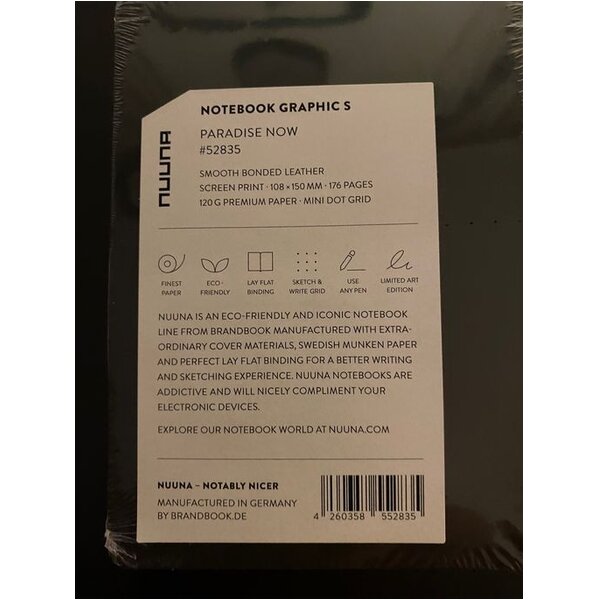 NOTEBOOK GRAPHIC S
NUUNA
PARADISE NOW
#52835
SMOOTH BONDED LEATHER
SCREEN PRINT · 108 × 150 MM · 176 PAGES
120 G PREMIUM PAPER · MINI DOT GRID
FINEST PAPER
ECO-FRIENDLY
LAY FLAT BINDING
SKETCH & WRITE GRID
USE ANY PEN
LIMITED ART EDITION
NUUNA IS AN ECO-FRIENDLY AND ICONIC NOTEBOOK
LINE FROM BRANDBOOK MANUFACTURED WITH EXTRA-
ORDINARY COVER MATERIALS, SWEDISH MUNKEN PAPER
AND PERFECT LAY FLAT BINDING FOR A BETTER WRITING
AND SKETCHING EXPERIENCE. NUUNA NOTEBOOKS ARE
ADDICTIVE AND WILL NICELY COMPLIMENT YOUR
ELECTRONIC DEVICES.
EXPLORE OUR NOTEBOOK WORLD AT NUUNA.COM
NUUNA – NOTABLY NICER
MANUFACTURED IN GERMANY
BY BRANDBOOK.DE
4 260358 552835